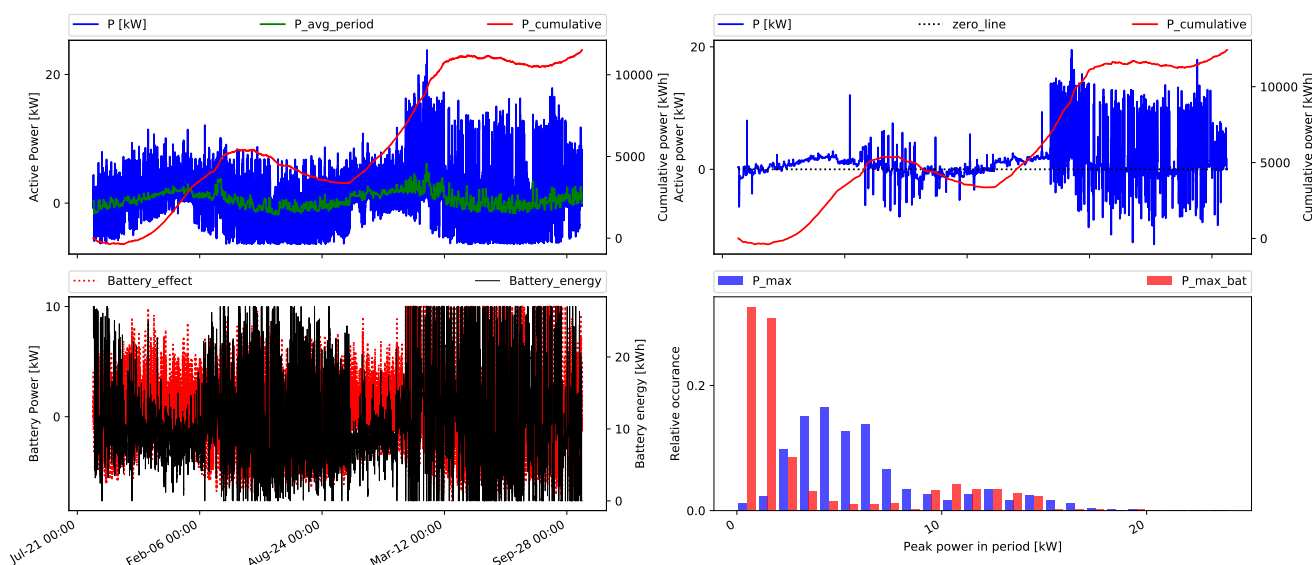 P [kW] P_avg_period P_cumulative
20
0
Active Power [kW]
10000
5000
0
Cumulative power [kWh]
P [kW] zero_line P_cumulative
20
0
Active power [kW]
10000
5000
0
Cumulative power [kWh]
Battery_effect Battery_energy
10
0
Battery Power [kW]
20
10
0
Battery energy [kWh]
Jul-21 00:00 Feb-06 00:00 Aug-24 00:00 Mar-12 00:00 Sep-28 00:00
P_max P_max_bat
0.2
0.0
Relative occurance
0 10 20
Peak power in period [kW]